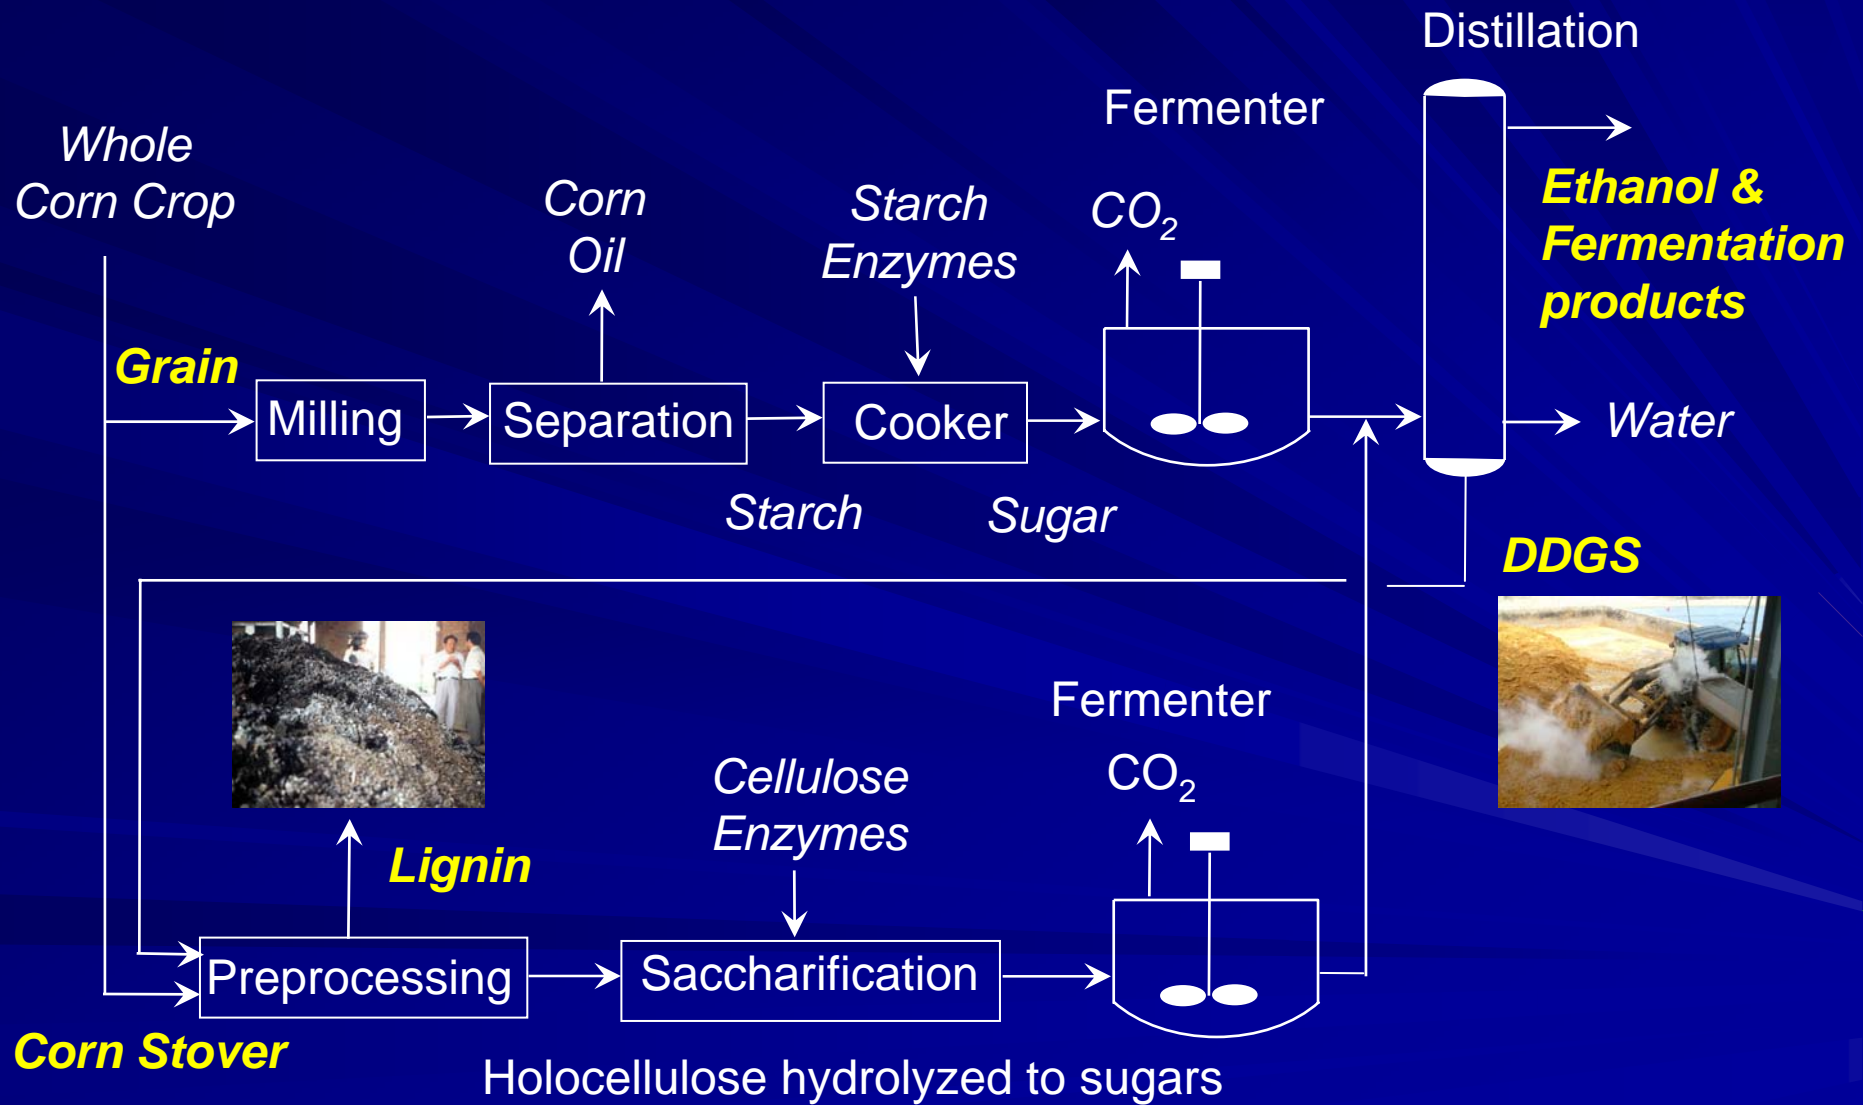 Distillation
Fermenter
Whole
Corn Crop
Corn
Oil
Starch
Enzymes
CO₂
Ethanol &
Fermentation
products
Grain
Milling
Separation
Cooker
Water
Starch
Sugar
DDGS
Fermenter
Cellulose
Enzymes
CO₂
Lignin
Preprocessing
Saccharification
Corn Stover
Holocellulose hydrolyzed to sugars